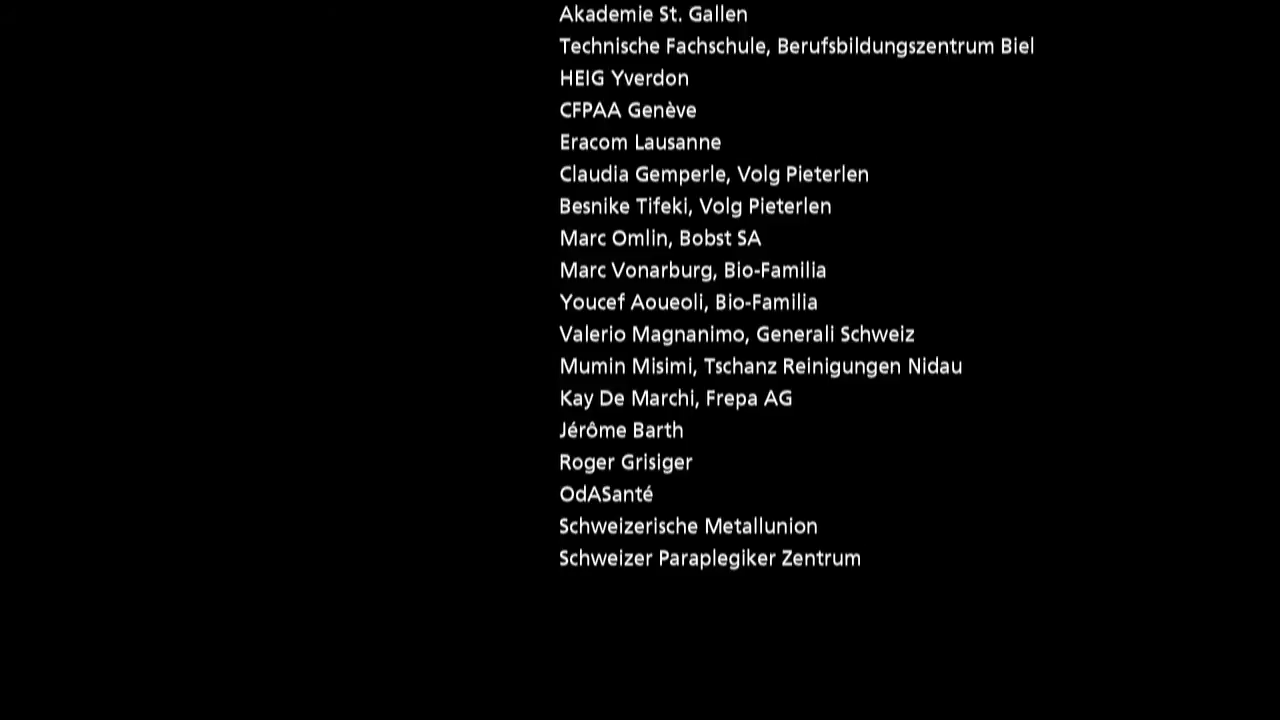 Akademie St. Gallen
Technische Fachschule, Berufsbildungszentrum Biel
HEIG Yverdon
CFPAA Genève
Eracom Lausanne
Claudia Gemperle, Volg Pieterlen
Besnike Tifeki, Volg Pieterlen
Marc Omlin, Bobst SA
Marc Vonarburg, Bio-Familia
Youcef Aoueoli, Bio-Familia
Valerio Magnanimo, Generali Schweiz
Mumin Misimi, Tschanz Reinigungen Nidau
Kay De Marchi, Frepa AG
Jérôme Barth
Roger Grisiger
OdASanté
Schweizerische Metallunion
Schweizer Paraplegiker Zentrum